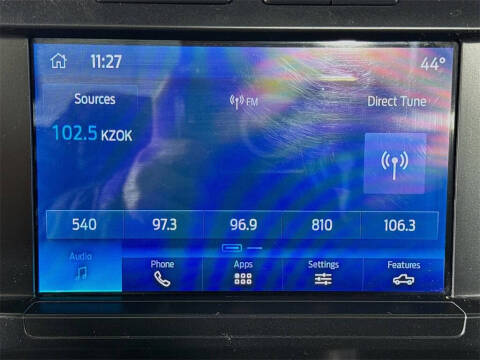 11:27 44°
Sources FM Direct Tune
102.5 KZOK
540 97.3 96.9 810 106.3
Audio Phone Apps Settings Features